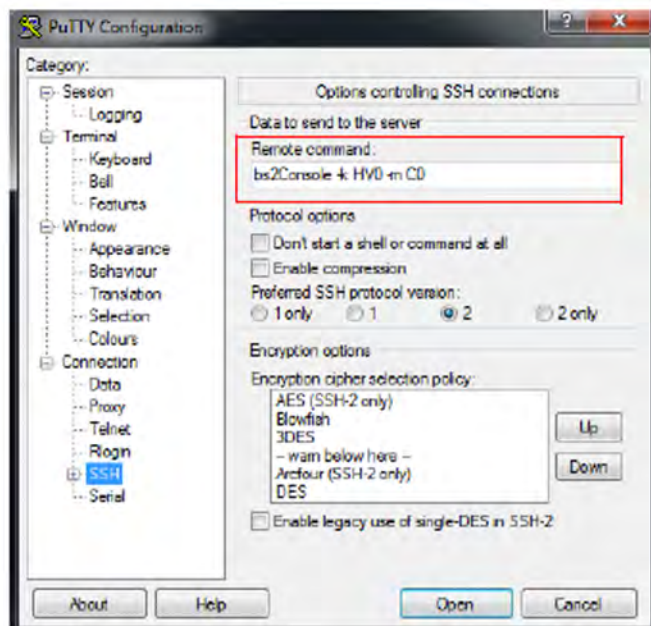 PuTTY Configuration
Category:
Session
Logging
Terminal
Keyboard
Bell
Features
Window
Appearance
Behaviour
Translation
Selection
Colours
Connection
Data
Proxy
Telnet
Rlogin
SSH
Serial
Options controlling SSH connections
Data to send to the server
Remote command:
bs2Console -k HV0 -m C0
Protocol options
Don't start a shell or command at all
Enable compression
Preferred SSH protocol version:
1 only 1 2 2 only
Encryption options
Encryption cipher selection policy:
AES (SSH-2 only)
Blowfish
3DES
-- warn below here --
Arcfour (SSH-2 only)
DES
Up
Down
Enable legacy use of single-DES in SSH-2
About Help Open Cancel